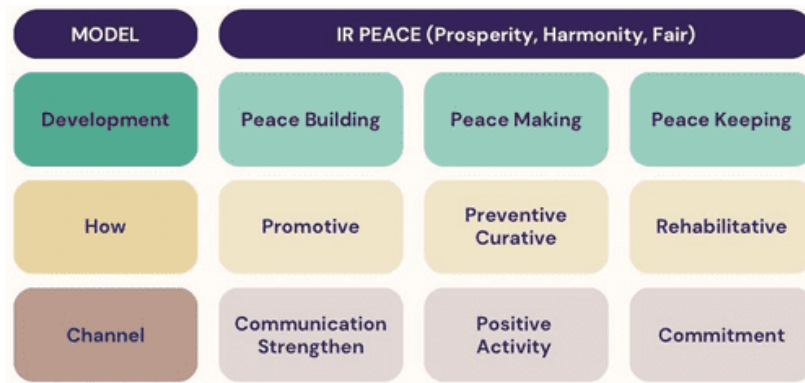 MODEL
IR PEACE (Prosperity, Harmonity, Fair)
Development
Peace Building
Peace Making
Peace Keeping
How
Promotive
Preventive
Curative
Rehabilitative
Channel
Communication
Strengthen
Positive
Activity
Commitment